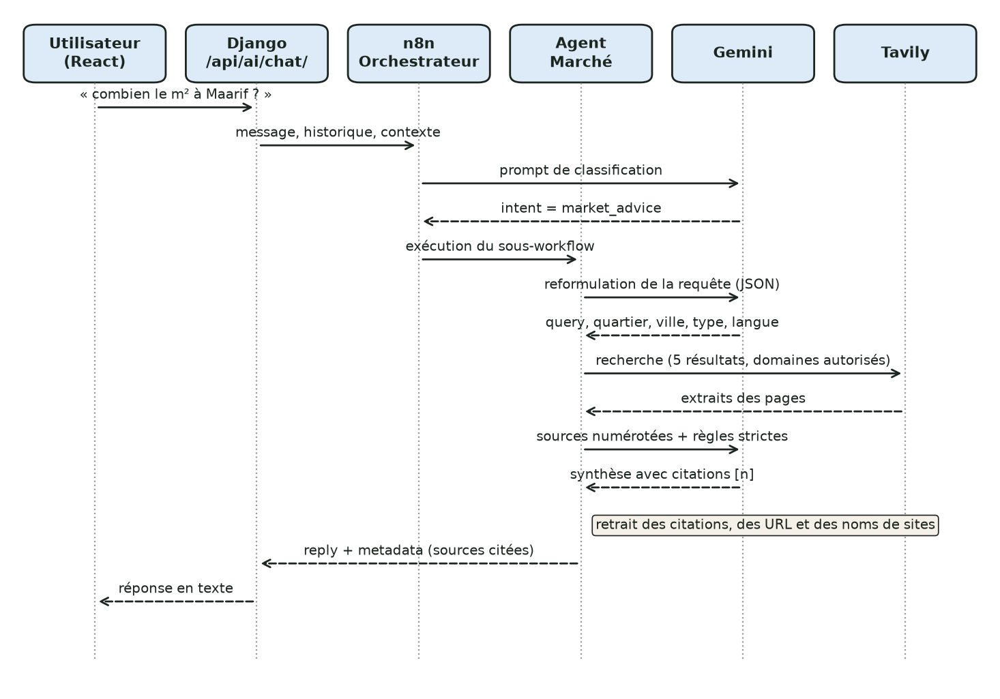 Utilisateur
(React)
Django
/api/ai/chat/
n8n
Orchestrateur
Agent
Marché
Gemini
Tavily
« combien le m² à Maarif ? »
message, historique, contexte
prompt de classification
intent = market_advice
exécution du sous-workflow
reformulation de la requête (JSON)
query, quartier, ville, type, langue
recherche (5 résultats, domaines autorisés)
extraits des pages
sources numérotées + règles strictes
synthèse avec citations [n]
retrait des citations, des URL et des noms de sites
reply + metadata (sources citées)
réponse en texte